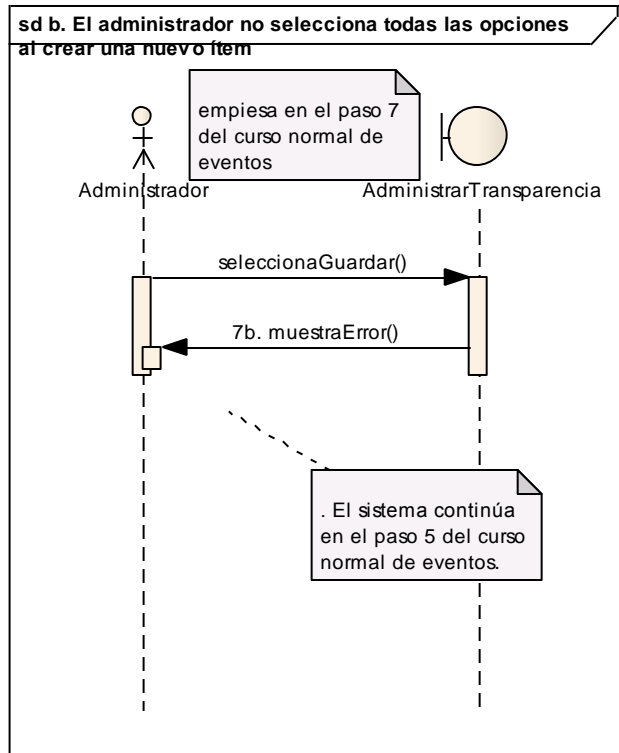 sd b. El administrador no selecciona todas las opciones
al crear una nuevo ítem
empiesa en el paso 7
del curso normal de
eventos
Administrador
AdministrarTransparencia
seleccionaGuardar()
7b. muestraError()
. El sistema continúa
en el paso 5 del curso
normal de eventos.